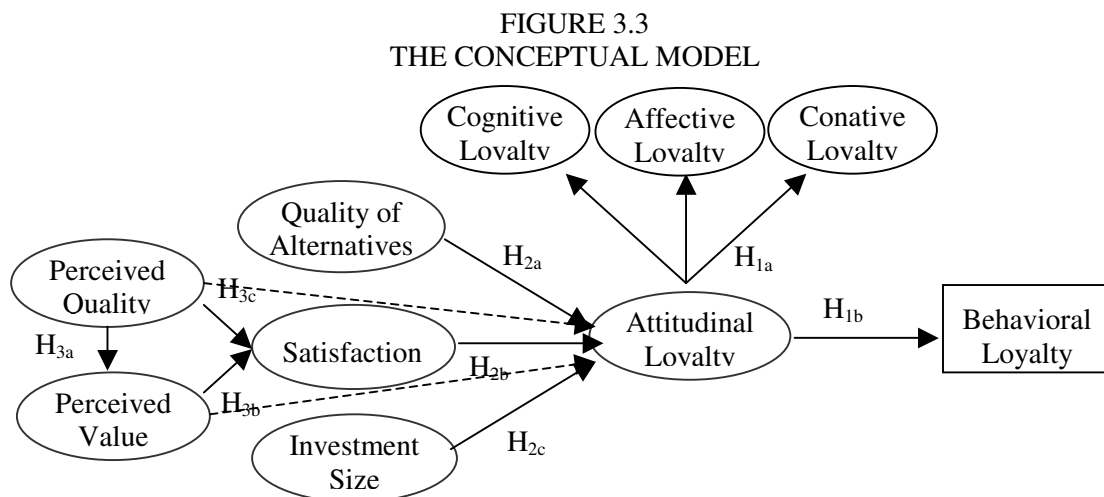 FIGURE 3.3
THE CONCEPTUAL MODEL
Cognitive
Loyalty
Affective
Loyalty
Conative
Loyalty
Quality of
Alternatives
H2a
H1a
Perceived
Quality
H3c
H1b
Attitudinal
Loyalty
Behavioral
Loyalty
H3a
Satisfaction
H2b
Perceived
Value
H3b
Investment
Size
H2c